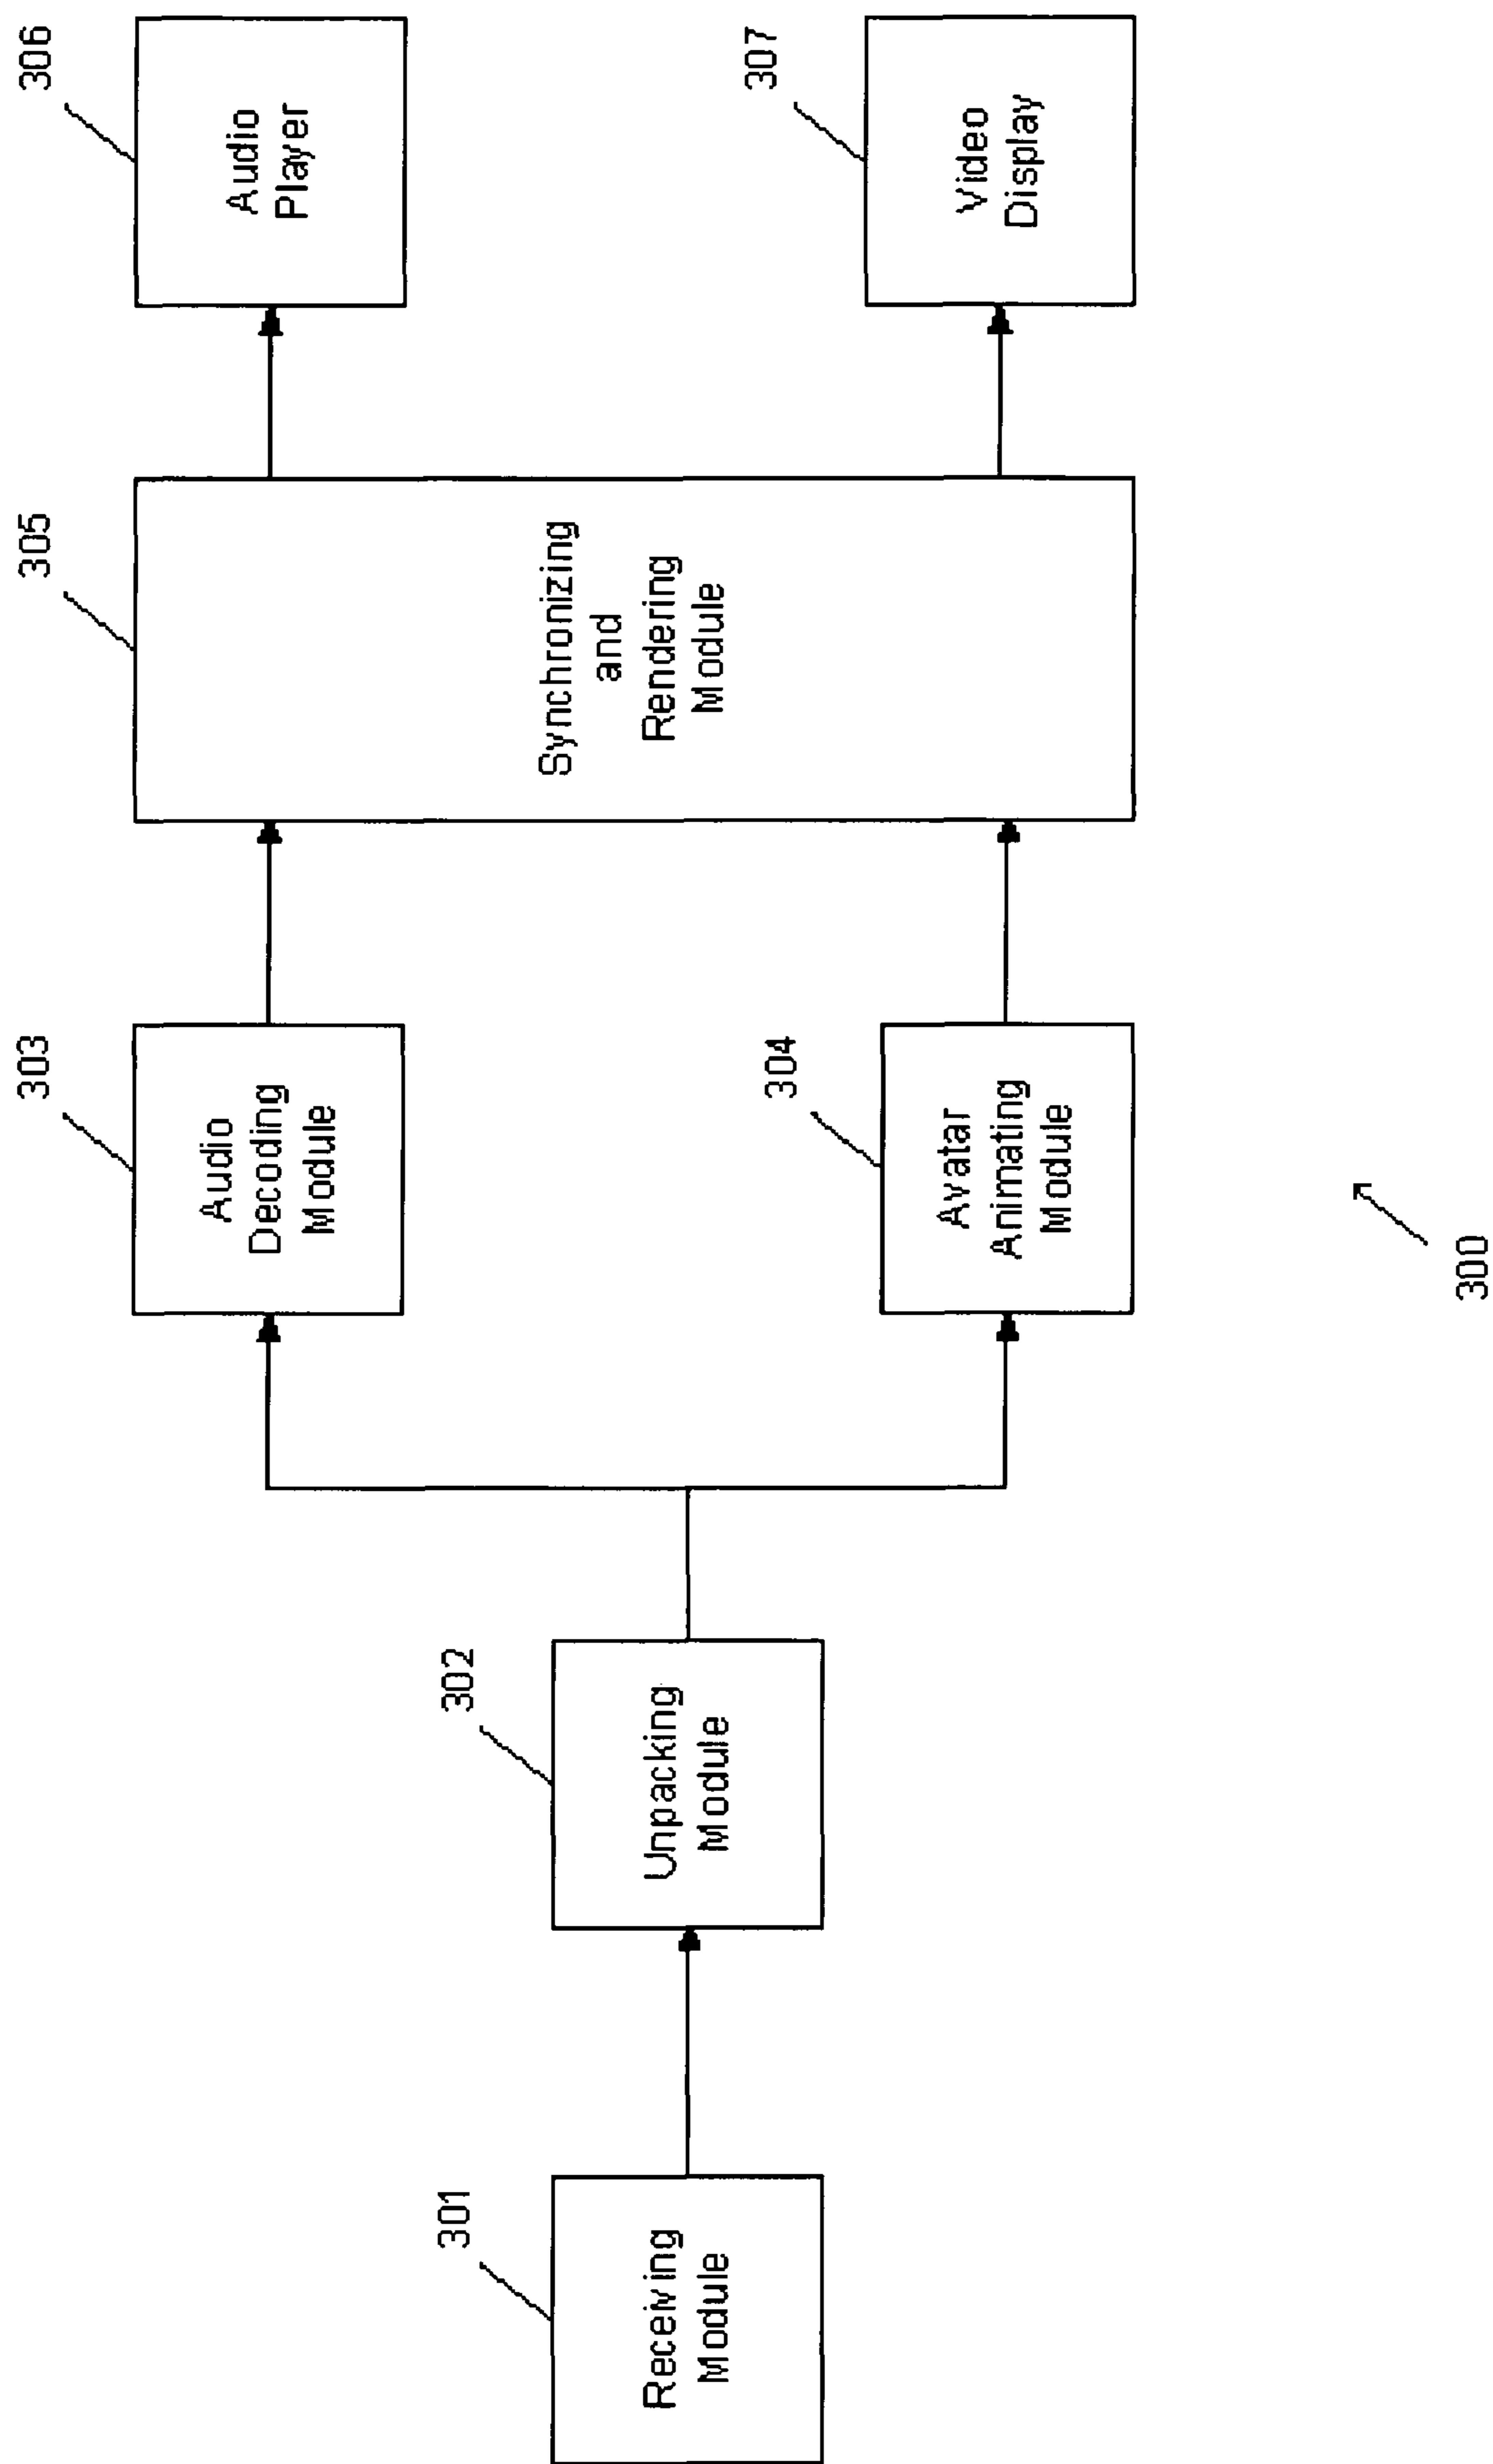 301
Receiving
Module
302
Unpacking
Module
303
Audio
Decoding
Module
304
Avatar
Animating
Module
305
Synchronizing
and
Rendering
Module
306
Audio
Player
307
Video
Display
300